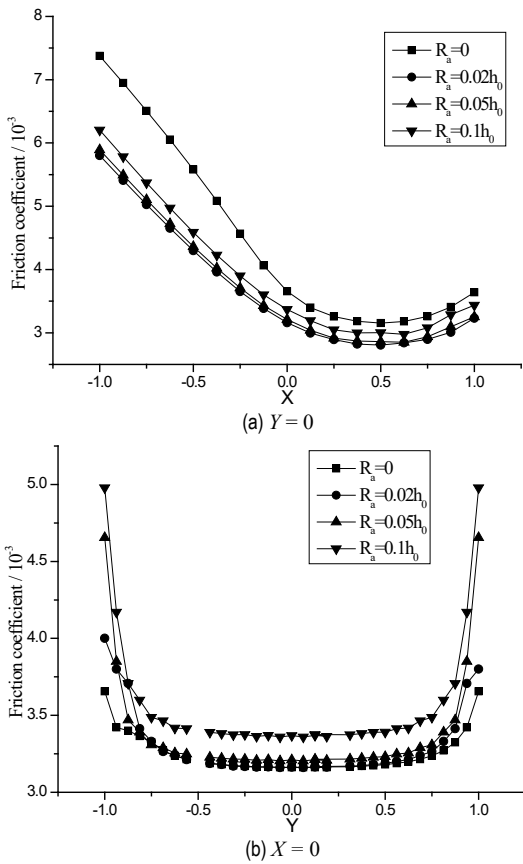 8
7
6
5
4
3
Friction coefficient / 10⁻³
-1.0
-0.5
0.0
0.5
1.0
X
Rₐ=0
Rₐ=0.02h₀
Rₐ=0.05h₀
Rₐ=0.1h₀
(a) Y = 0
5.0
4.5
4.0
3.5
3.0
Friction coefficient / 10⁻³
-1.0
-0.5
0.0
0.5
1.0
Y
Rₐ=0
Rₐ=0.02h₀
Rₐ=0.05h₀
Rₐ=0.1h₀
(b) X = 0